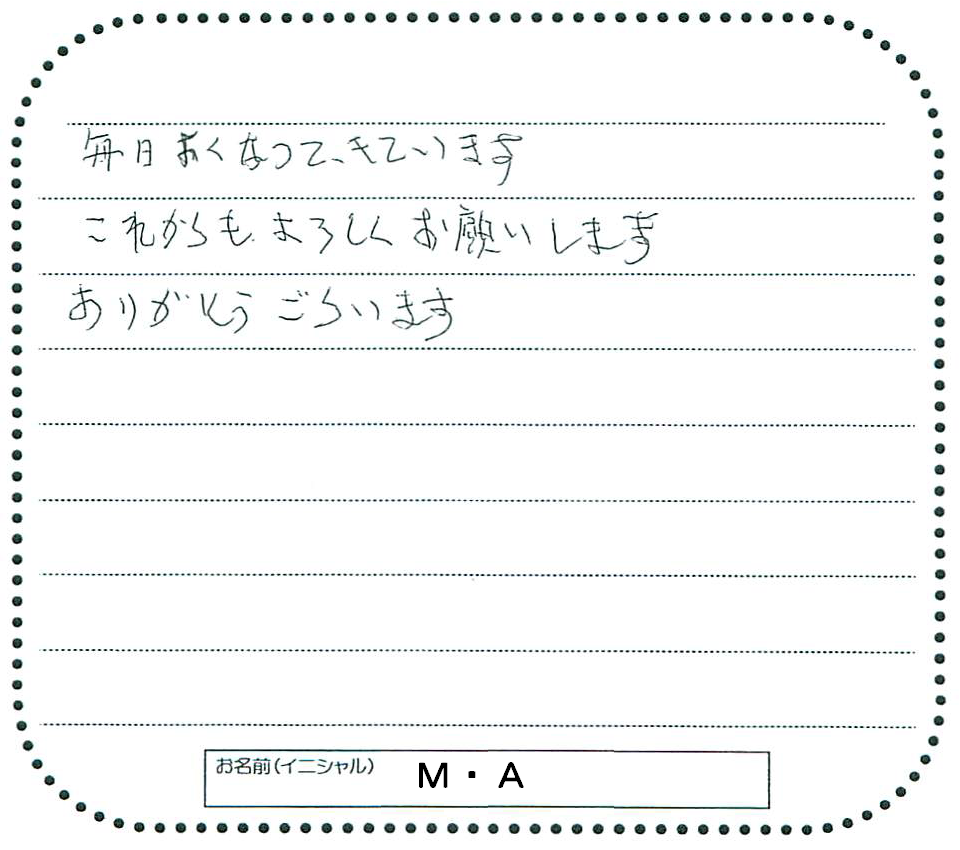 毎日よくなって、きています
これからも、よろしくお願いします
ありがとうございます
お名前(イニシャル) M・A